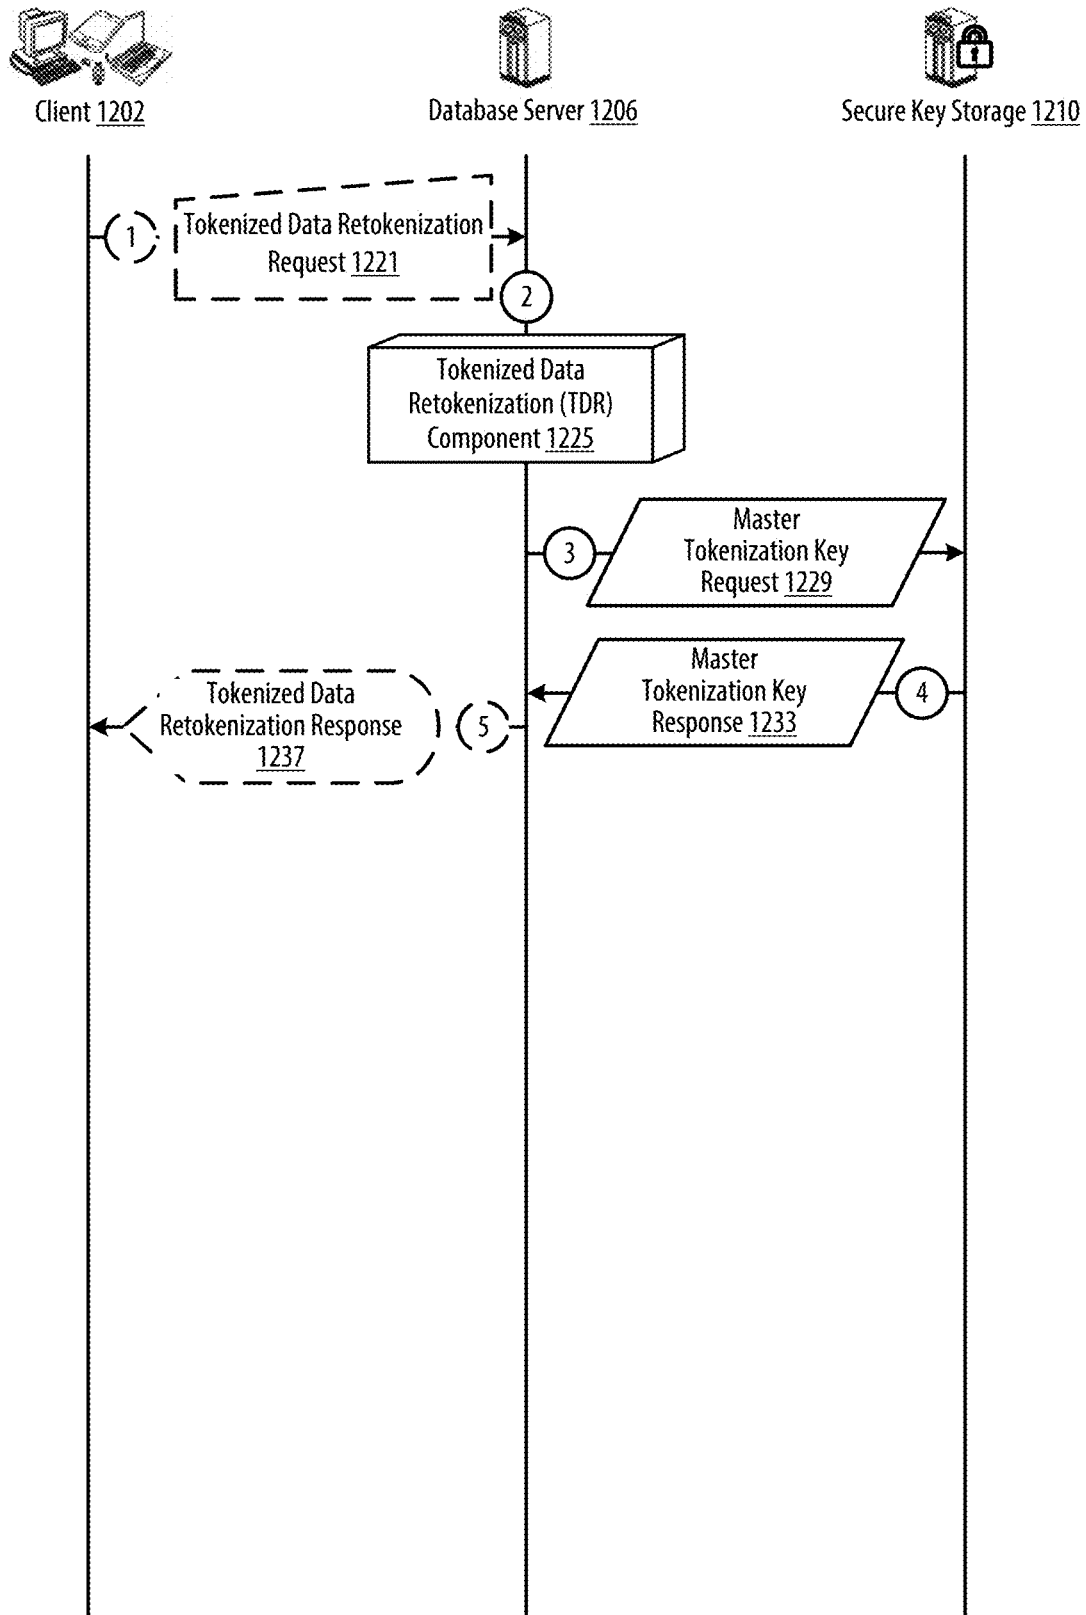 Client 1202
Database Server 1206
Secure Key Storage 1210
1
Tokenized Data Retokenization
Request 1221
2
Tokenized Data
Retokenization (TDR)
Component 1225
3
Master
Tokenization Key
Request 1229
Master
Tokenization Key
Response 1233
4
Tokenized Data
Retokenization Response
1237
5